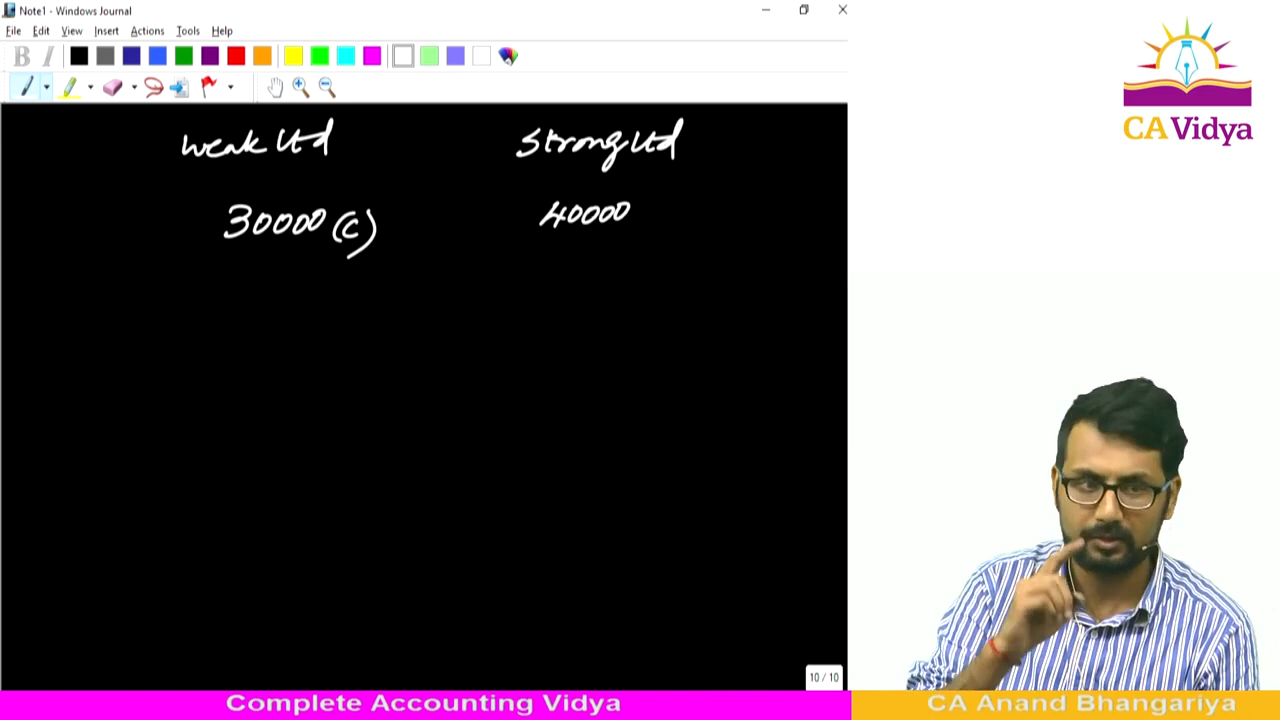 Note1 - Windows Journal
File Edit View Insert Actions Tools Help
B I
CA Vidya
Weak Ltd Strong Ltd
30000 (C) 40000
10 / 10
Complete Accounting Vidya
CA Anand Bhangariya